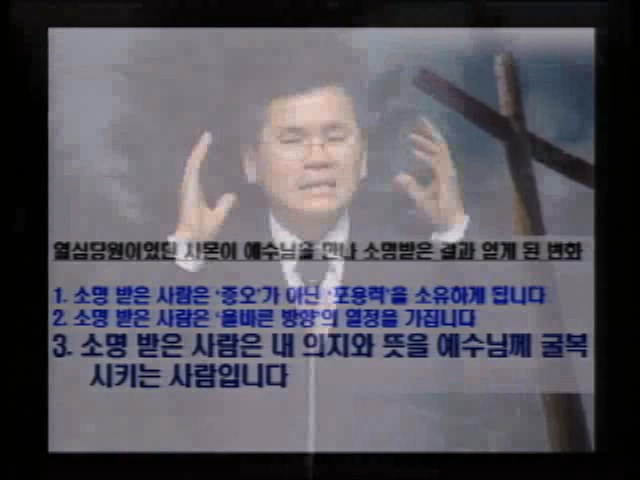 열심당원이었던 시몬이 예수님을 만나 소명받은 결과 얻게 된 변화
1. 소명 받은 사람은 '증오'가 아닌 '포용력'을 소유하게 됩니다
2. 소명 받은 사람은 '올바른 방향'의 열정을 가집니다
3. 소명 받은 사람은 내 의지와 뜻을 예수님께 굴복
시키는 사람입니다